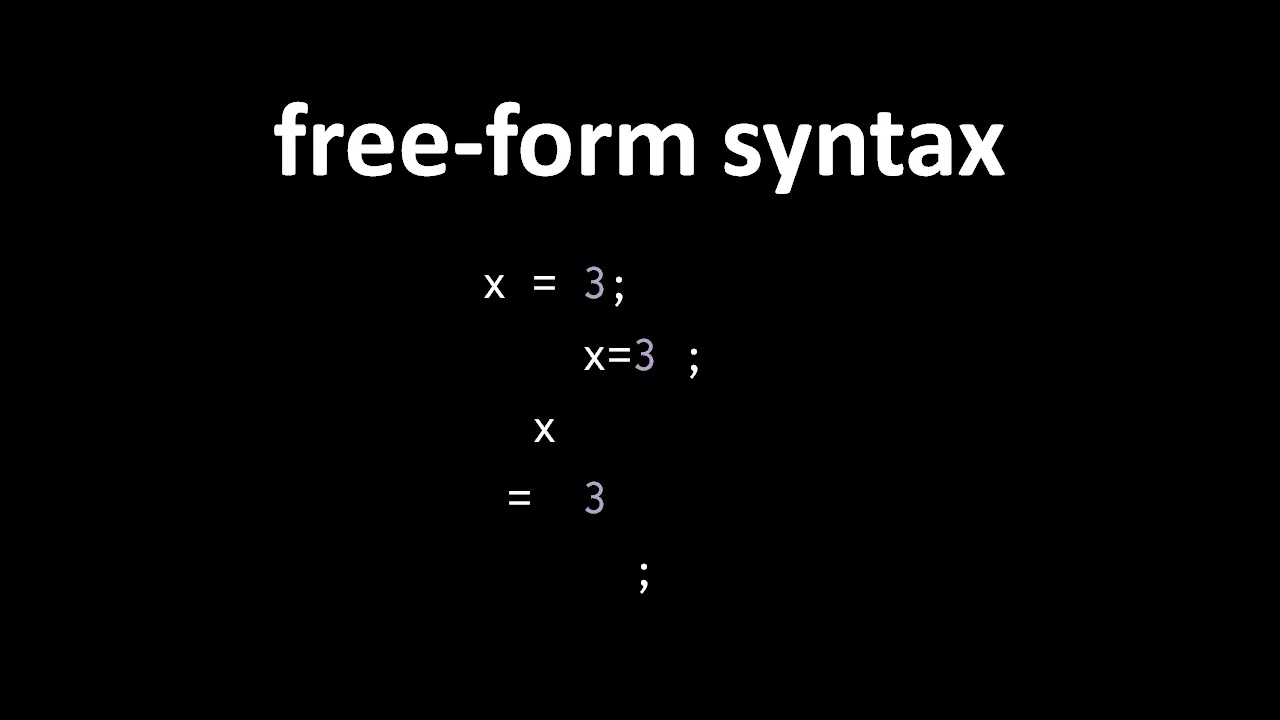 free-form syntax
x = 3;
x=3 ;
x
= 3
;